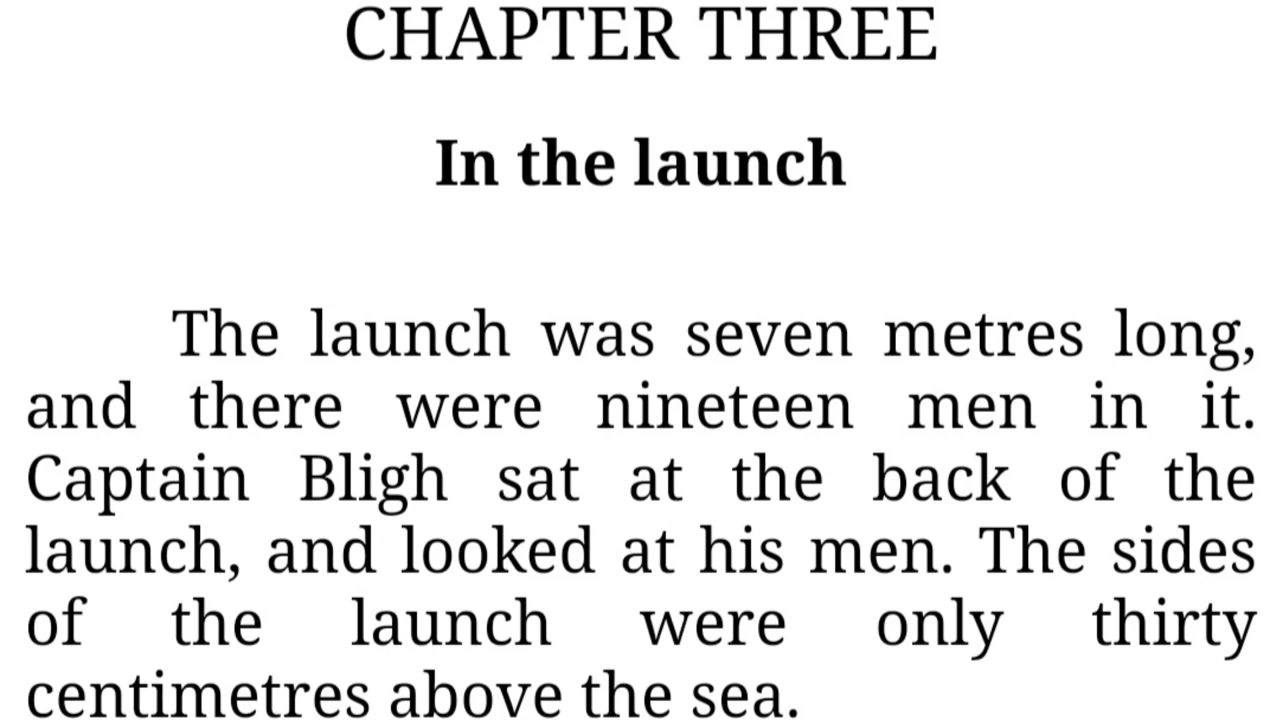 CHAPTER THREE
In the launch
The launch was seven metres long,
and there were nineteen men in it.
Captain Bligh sat at the back of the
launch, and looked at his men. The sides
of the launch were only thirty
centimetres above the sea.